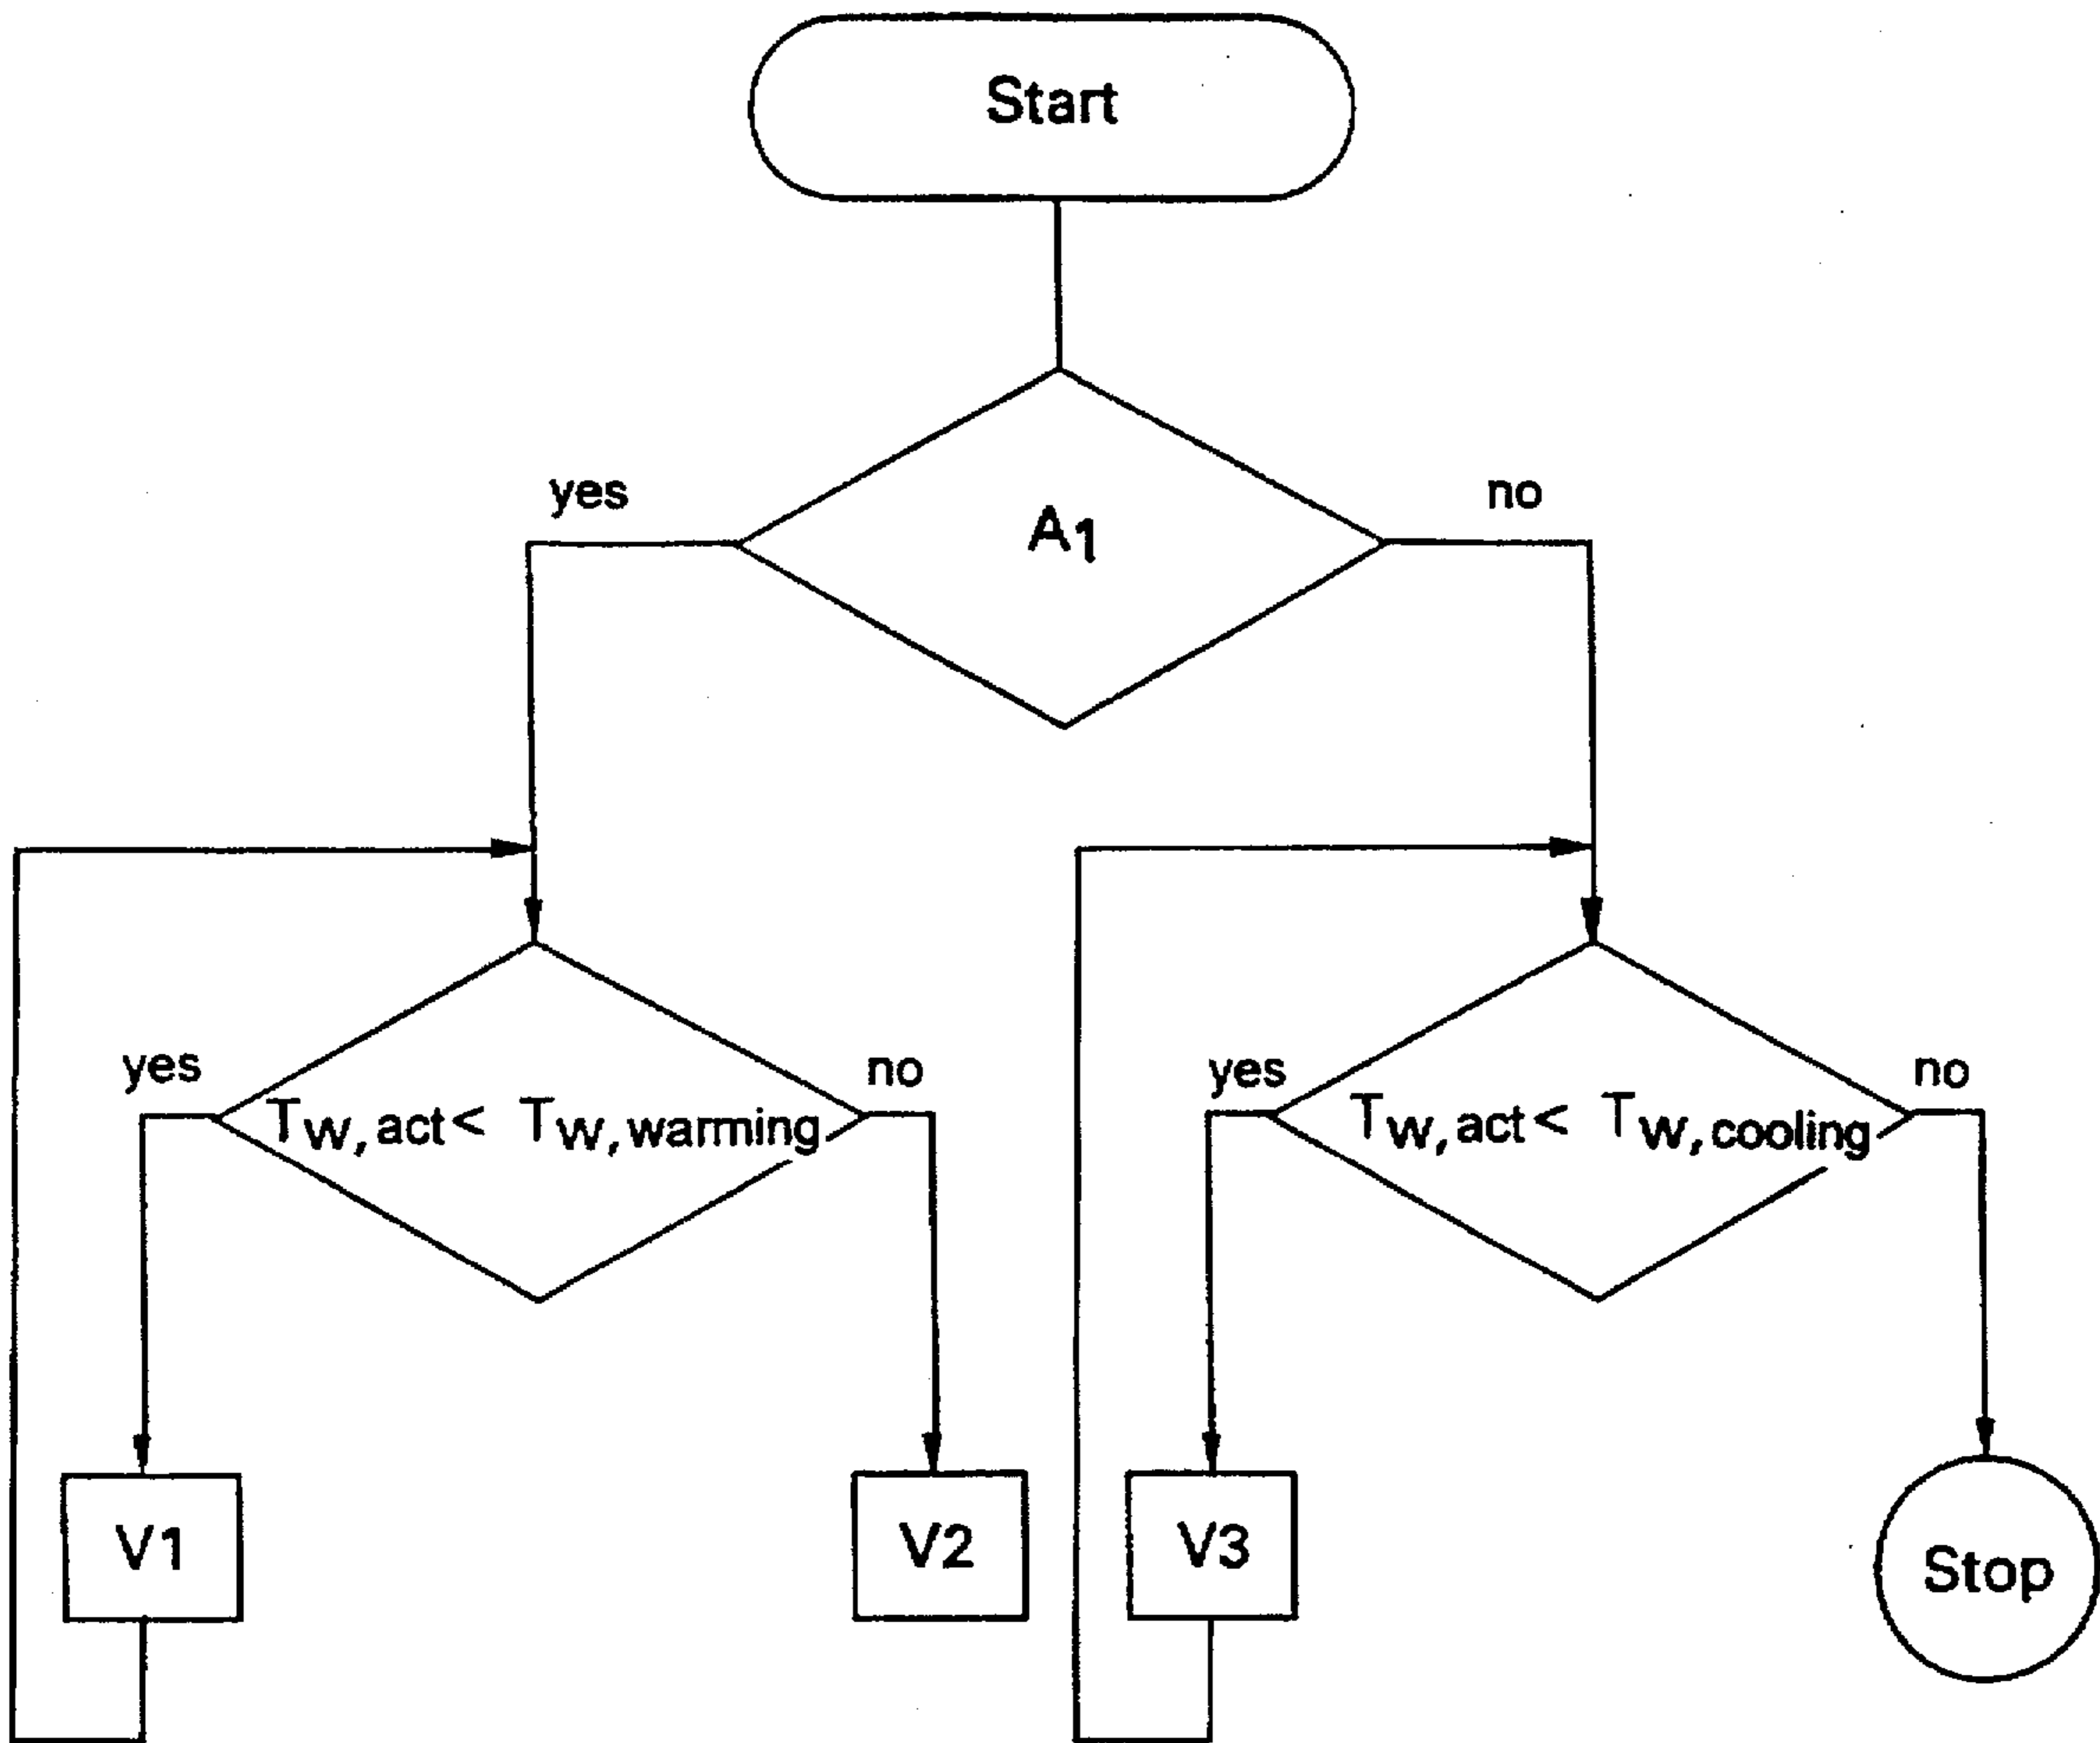 Start
yes
no
A1
yes
no
yes
no
Tw, act < Tw, warming
Tw, act < Tw, cooling
V1
V2
V3
Stop